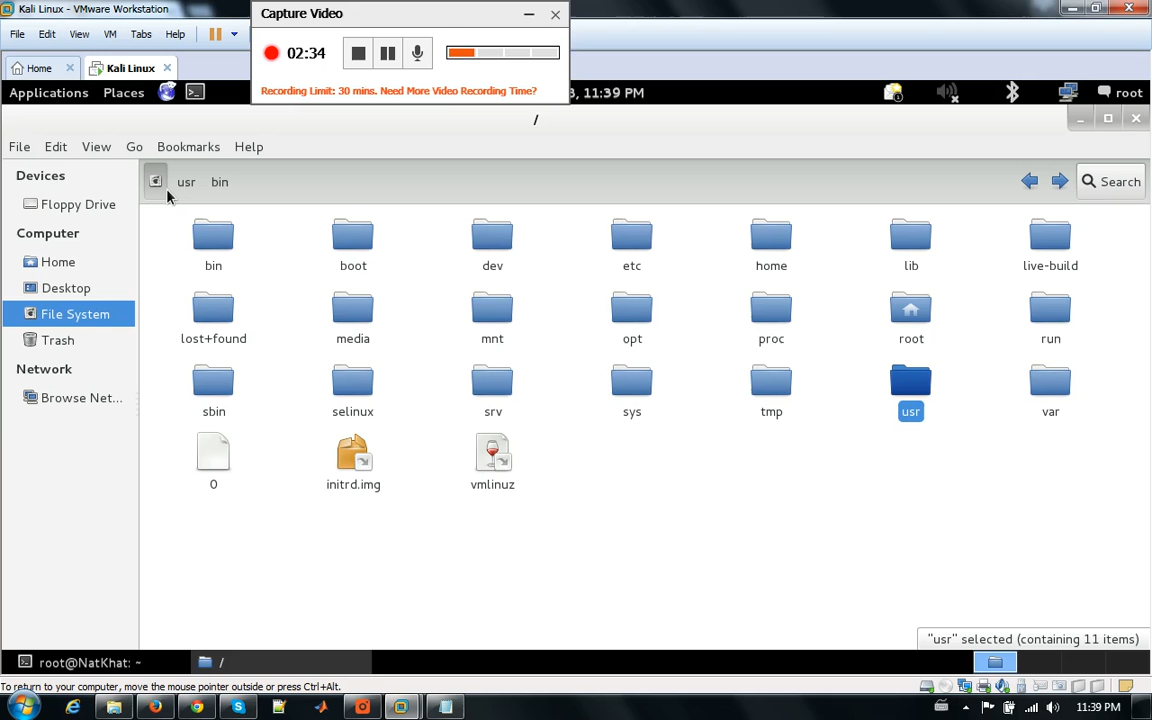 Kali Linux - VMware Workstation
Capture Video
File Edit View VM Tabs Help
02:34
Home
Kali Linux
Recording Limit: 30 mins. Need More Video Recording Time?
Applications Places
3, 11:39 PM
root
/
File Edit View Go Bookmarks Help
Devices
usr bin
Search
Floppy Drive
Computer
Home
Desktop
File System
Trash
Network
Browse Net...
bin boot dev etc home lib live-build
lost+found media mnt opt proc root run
sbin selinux srv sys tmp usr var
0 initrd.img vmlinuz
"usr" selected (containing 11 items)
root@NatKhat: ~
/
To return to your computer, move the mouse pointer outside or press Ctrl+Alt.
11:39 PM